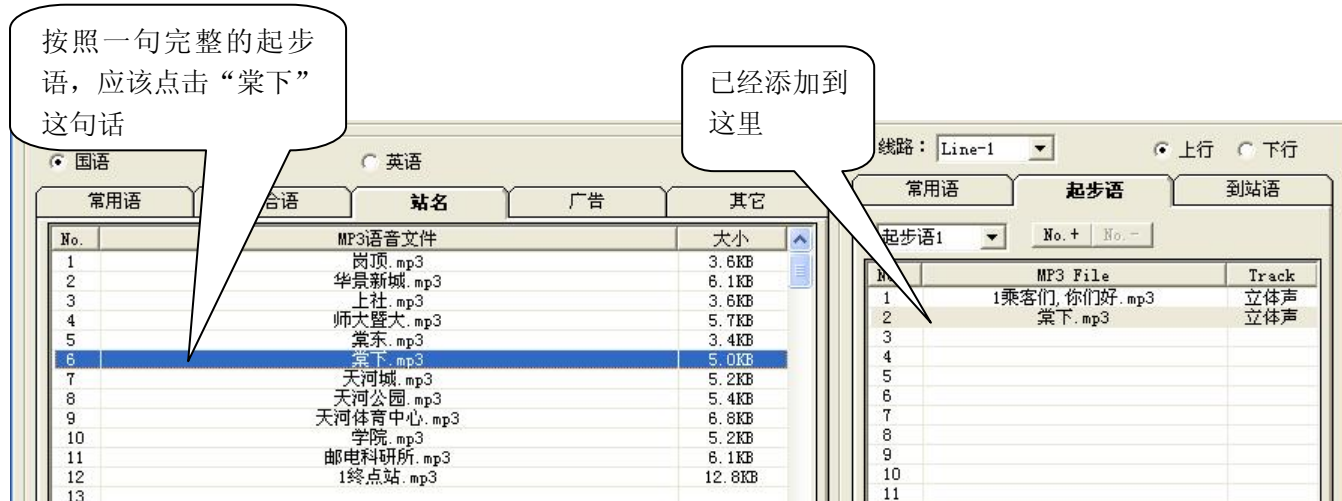 按照一句完整的起步
语，应该点击“棠下”
这句话
已经添加到
这里
国语 英语
常用语 合语 站名 广告 其它
No. MP3语音文件 大小
1 岗顶.mp3 3.6KB
2 华景新城.mp3 6.1KB
3 上社.mp3 3.6KB
4 师大暨大.mp3 5.7KB
5 棠东.mp3 3.4KB
6 棠下.mp3 5.0KB
7 天河城.mp3 5.2KB
8 天河公园.mp3 5.4KB
9 天河体育中心.mp3 6.8KB
10 学院.mp3 5.2KB
11 邮电科研所.mp3 6.1KB
12 1终点站.mp3 12.8KB
13
线路： Line-1 上行 下行
常用语 起步语 到站语
起步语1 No.+ No.-
MP3 File Track
1 1乘客们,你们好.mp3 立体声
2 棠下.mp3 立体声
3
4
5
6
7
8
9
10
11